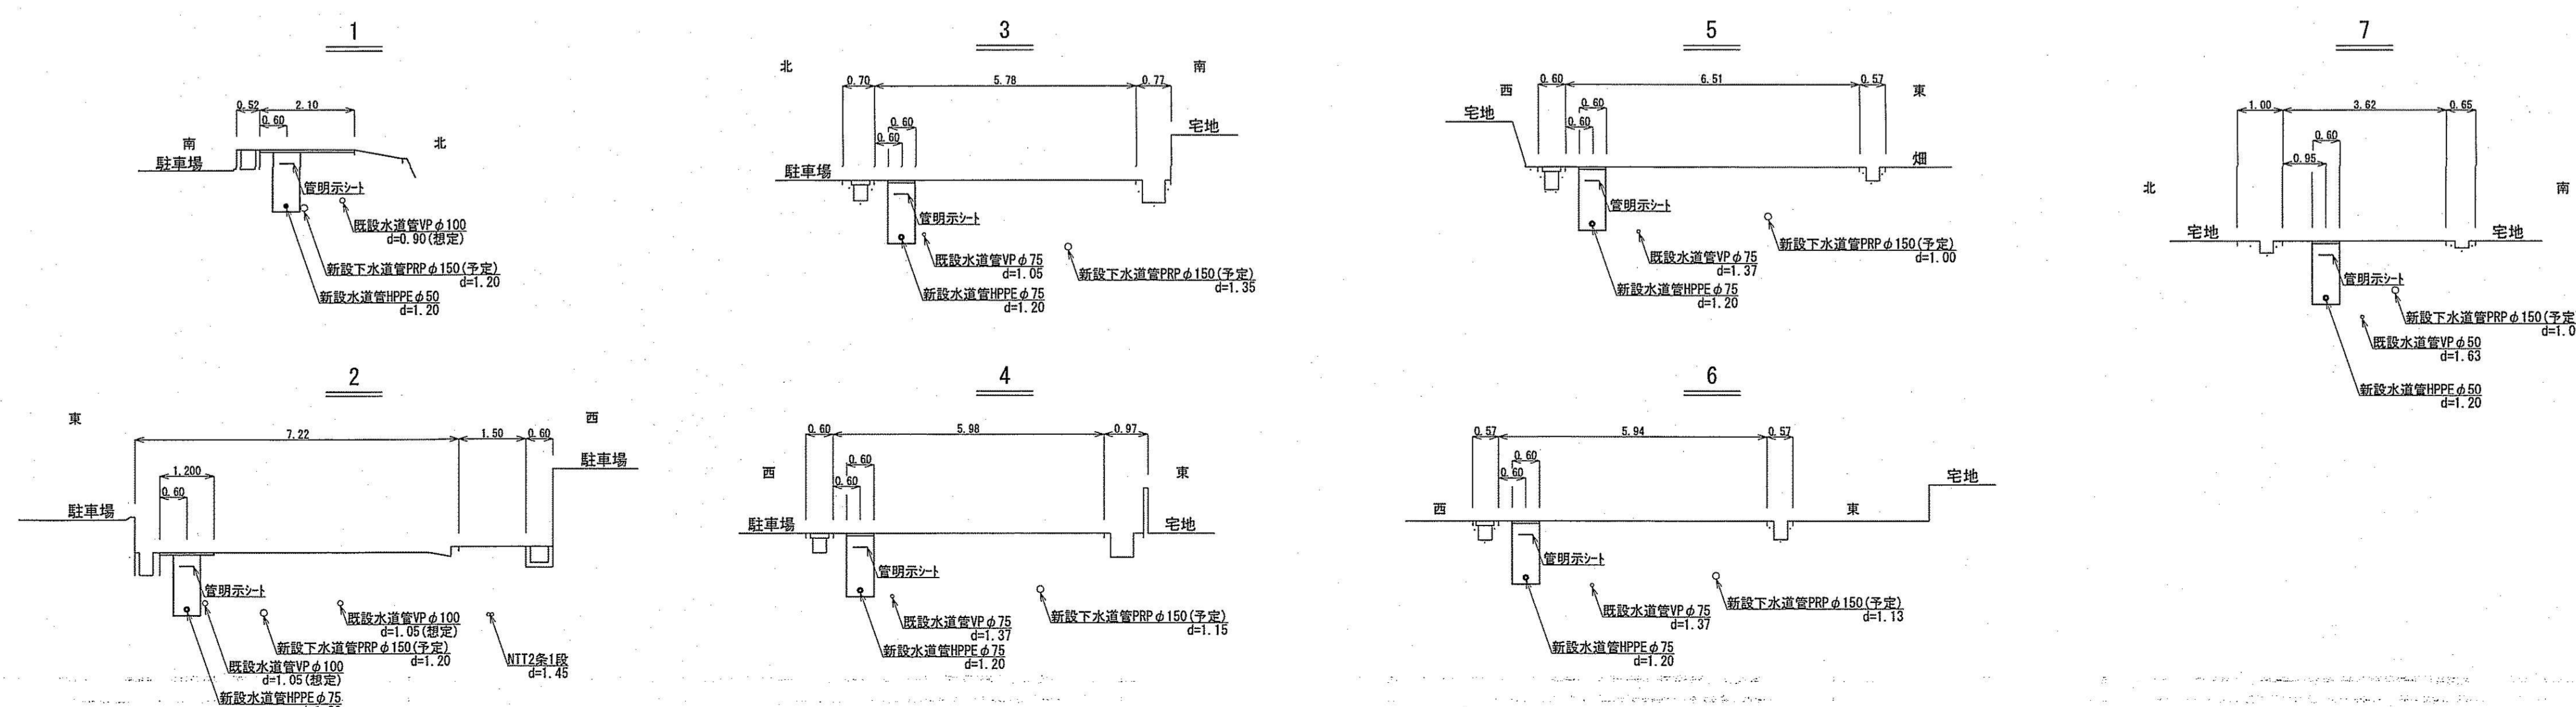 1
0.52
2.10
0.60
南
北
駐車場
管明示シート
既設水道管VPφ100
d=0.90(想定)
新設下水道管PRPφ150(予定)
d=1.20
新設水道管HPPEφ50
d=1.20
2
東
西
7.22
1.50
0.60
1.200
0.60
駐車場
駐車場
管明示シート
既設水道管VPφ100
d=1.05(想定)
新設下水道管PRPφ150(予定)
d=1.20
既設水道管VPφ100
d=1.05(想定)
NTT2条1段
d=1.45
新設水道管HPPEφ75
3
北
南
0.70
5.78
0.77
0.60
0.60
宅地
駐車場
管明示シート
既設水道管VPφ75
d=1.05
新設下水道管PRPφ150(予定)
d=1.35
新設水道管HPPEφ75
d=1.20
4
0.60
5.98
0.97
西
東
0.60
0.60
駐車場
宅地
管明示シート
既設水道管VPφ75
d=1.37
新設下水道管PRPφ150(予定)
d=1.15
新設水道管HPPEφ75
d=1.20
5
0.60
6.51
0.57
西
東
0.60
0.60
宅地
畑
管明示シート
既設水道管VPφ75
d=1.37
新設下水道管PRPφ150(予定)
d=1.00
新設水道管HPPEφ75
d=1.20
6
0.57
5.94
0.57
0.60
0.60
宅地
西
東
管明示シート
既設水道管VPφ75
d=1.37
新設下水道管PRPφ150(予定)
d=1.13
新設水道管HPPEφ75
d=1.20
7
1.00
3.62
0.65
0.60
0.95
北
南
宅地
宅地
管明示シート
新設下水道管PRPφ150(予定
d=1.0
既設水道管VPφ50
d=1.63
新設水道管HPPEφ50
d=1.20